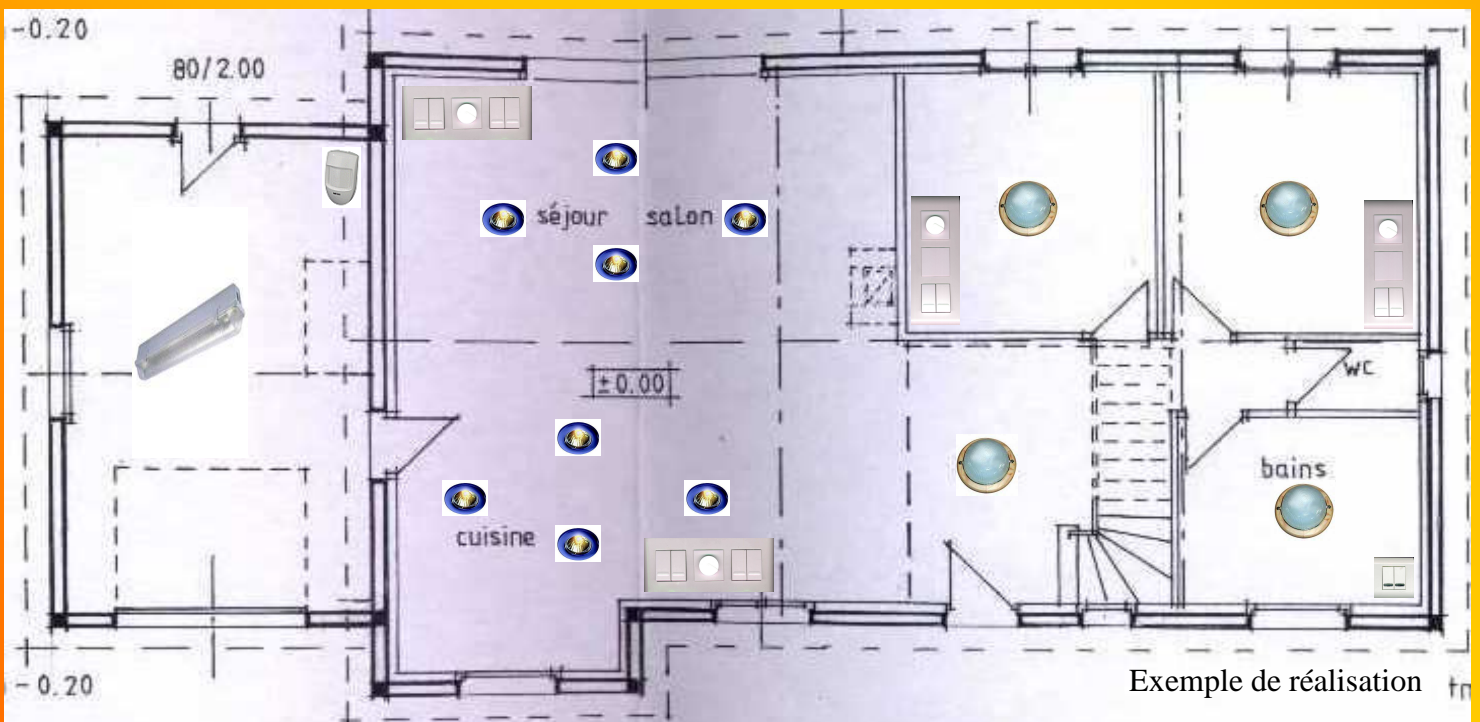 -0.20
80/2.00
séjour
salon
±0.00
WC
cuisine
bains
-0.20
Exemple de réalisation